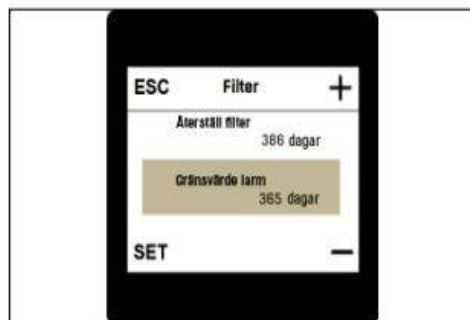 ESC Filter +
Återställ filter
386 dagar
Gränsvärde larm
365 dagar
SET −